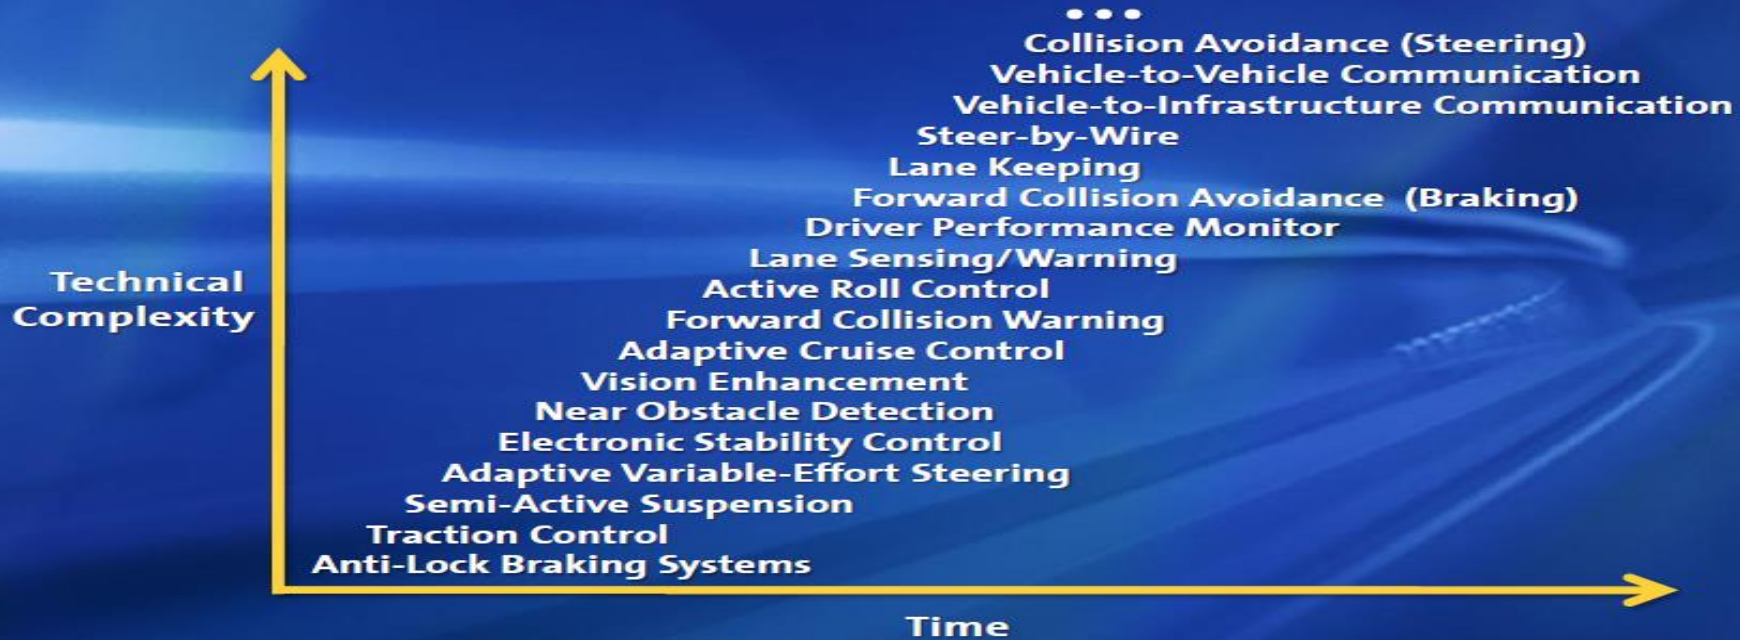 •••
Collision Avoidance (Steering)
Vehicle-to-Vehicle Communication
Vehicle-to-Infrastructure Communication
Steer-by-Wire
Lane Keeping
Forward Collision Avoidance (Braking)
Driver Performance Monitor
Lane Sensing/Warning
Active Roll Control
Forward Collision Warning
Adaptive Cruise Control
Vision Enhancement
Near Obstacle Detection
Electronic Stability Control
Adaptive Variable-Effort Steering
Semi-Active Suspension
Traction Control
Anti-Lock Braking Systems
Technical
Complexity
Time